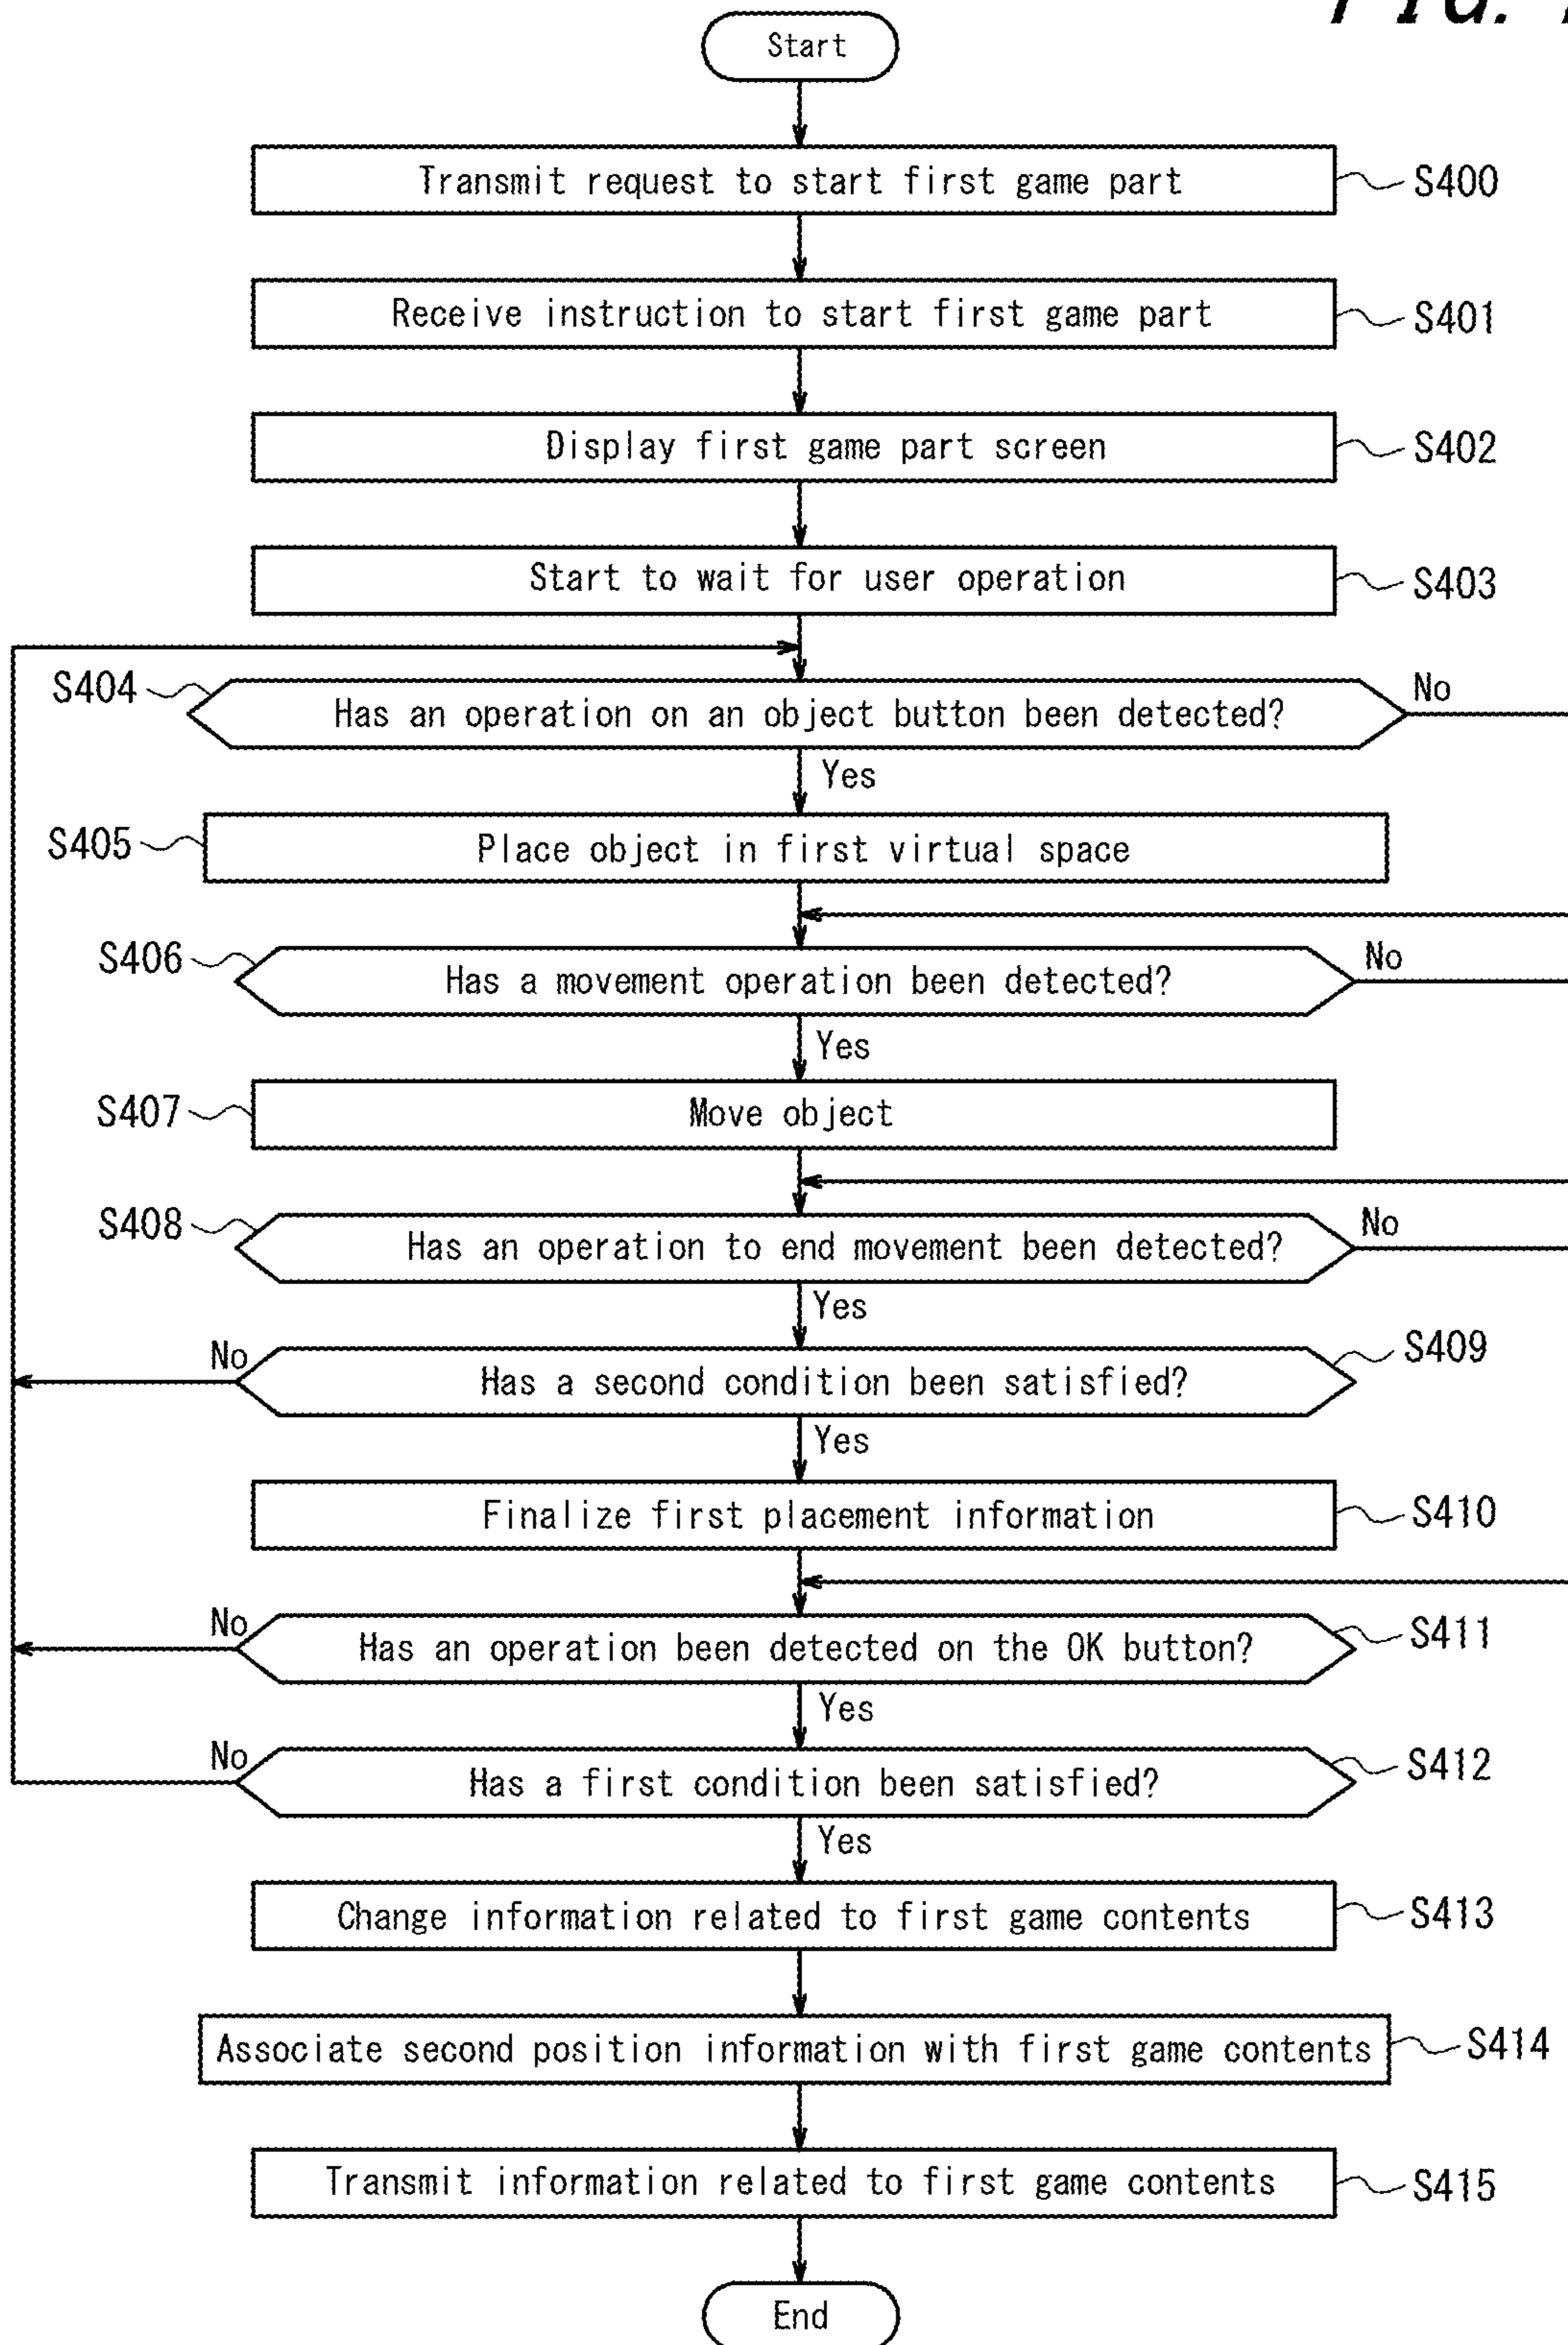 FIG.
Start
Transmit request to start first game part
S400
Receive instruction to start first game part
S401
Display first game part screen
S402
Start to wait for user operation
S403
S404
Has an operation on an object button been detected?
No
Yes
S405
Place object in first virtual space
S406
Has a movement operation been detected?
No
Yes
S407
Move object
S408
Has an operation to end movement been detected?
No
Yes
No
Has a second condition been satisfied?
S409
Yes
Finalize first placement information
S410
No
Has an operation been detected on the OK button?
S411
Yes
No
Has a first condition been satisfied?
S412
Yes
Change information related to first game contents
S413
Associate second position information with first game contents
S414
Transmit information related to first game contents
S415
End